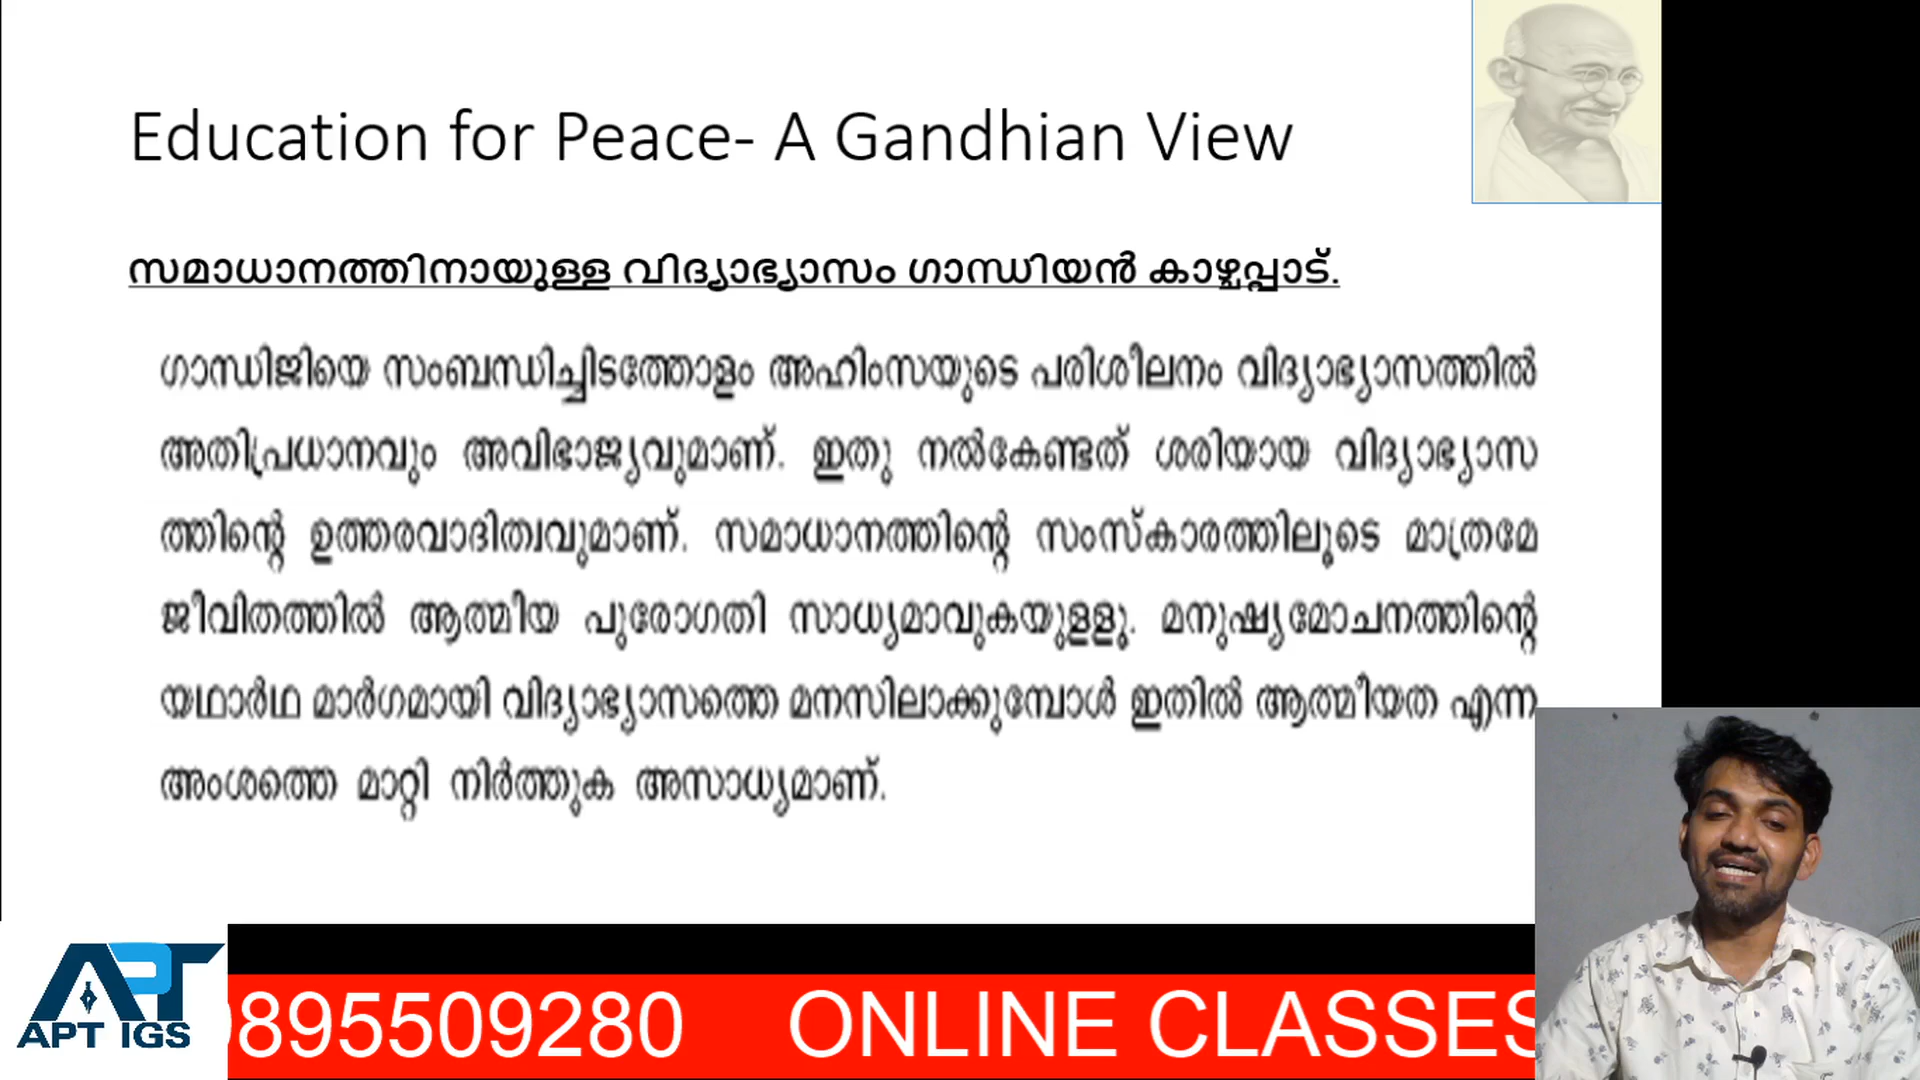 Education for Peace- A Gandhian View
സമാധാനത്തിനായുള്ള വിദ്യാഭ്യാസം ഗാന്ധിയൻ കാഴ്ചപ്പാട്.
ഗാന്ധിജിയെ സംബന്ധിച്ചിടത്തോളം അഹിംസയുടെ പരിശീലനം വിദ്യാഭ്യാസത്തിൽ
അതിപ്രധാനവും അവിഭാജ്യവുമാണ്. ഇതു നൽകേണ്ടത് ശരിയായ വിദ്യാഭ്യാസ
ത്തിന്റെ ഉത്തരവാദിത്വവുമാണ്. സമാധാനത്തിന്റെ സംസ്കാരത്തിലൂടെ മാത്രമേ
ജീവിതത്തിൽ ആത്മീയ പുരോഗതി സാധ്യമാവുകയുളളൂ. മനുഷ്യമോചനത്തിന്റെ
യഥാർഥ മാർഗമായി വിദ്യാഭ്യാസത്തെ മനസിലാക്കുമ്പോൾ ഇതിൽ ആത്മീയത എന്ന
അംശത്തെ മാറ്റി നിർത്തുക അസാധ്യമാണ്.
APT
APT IGS
895509280 ONLINE CLASSES